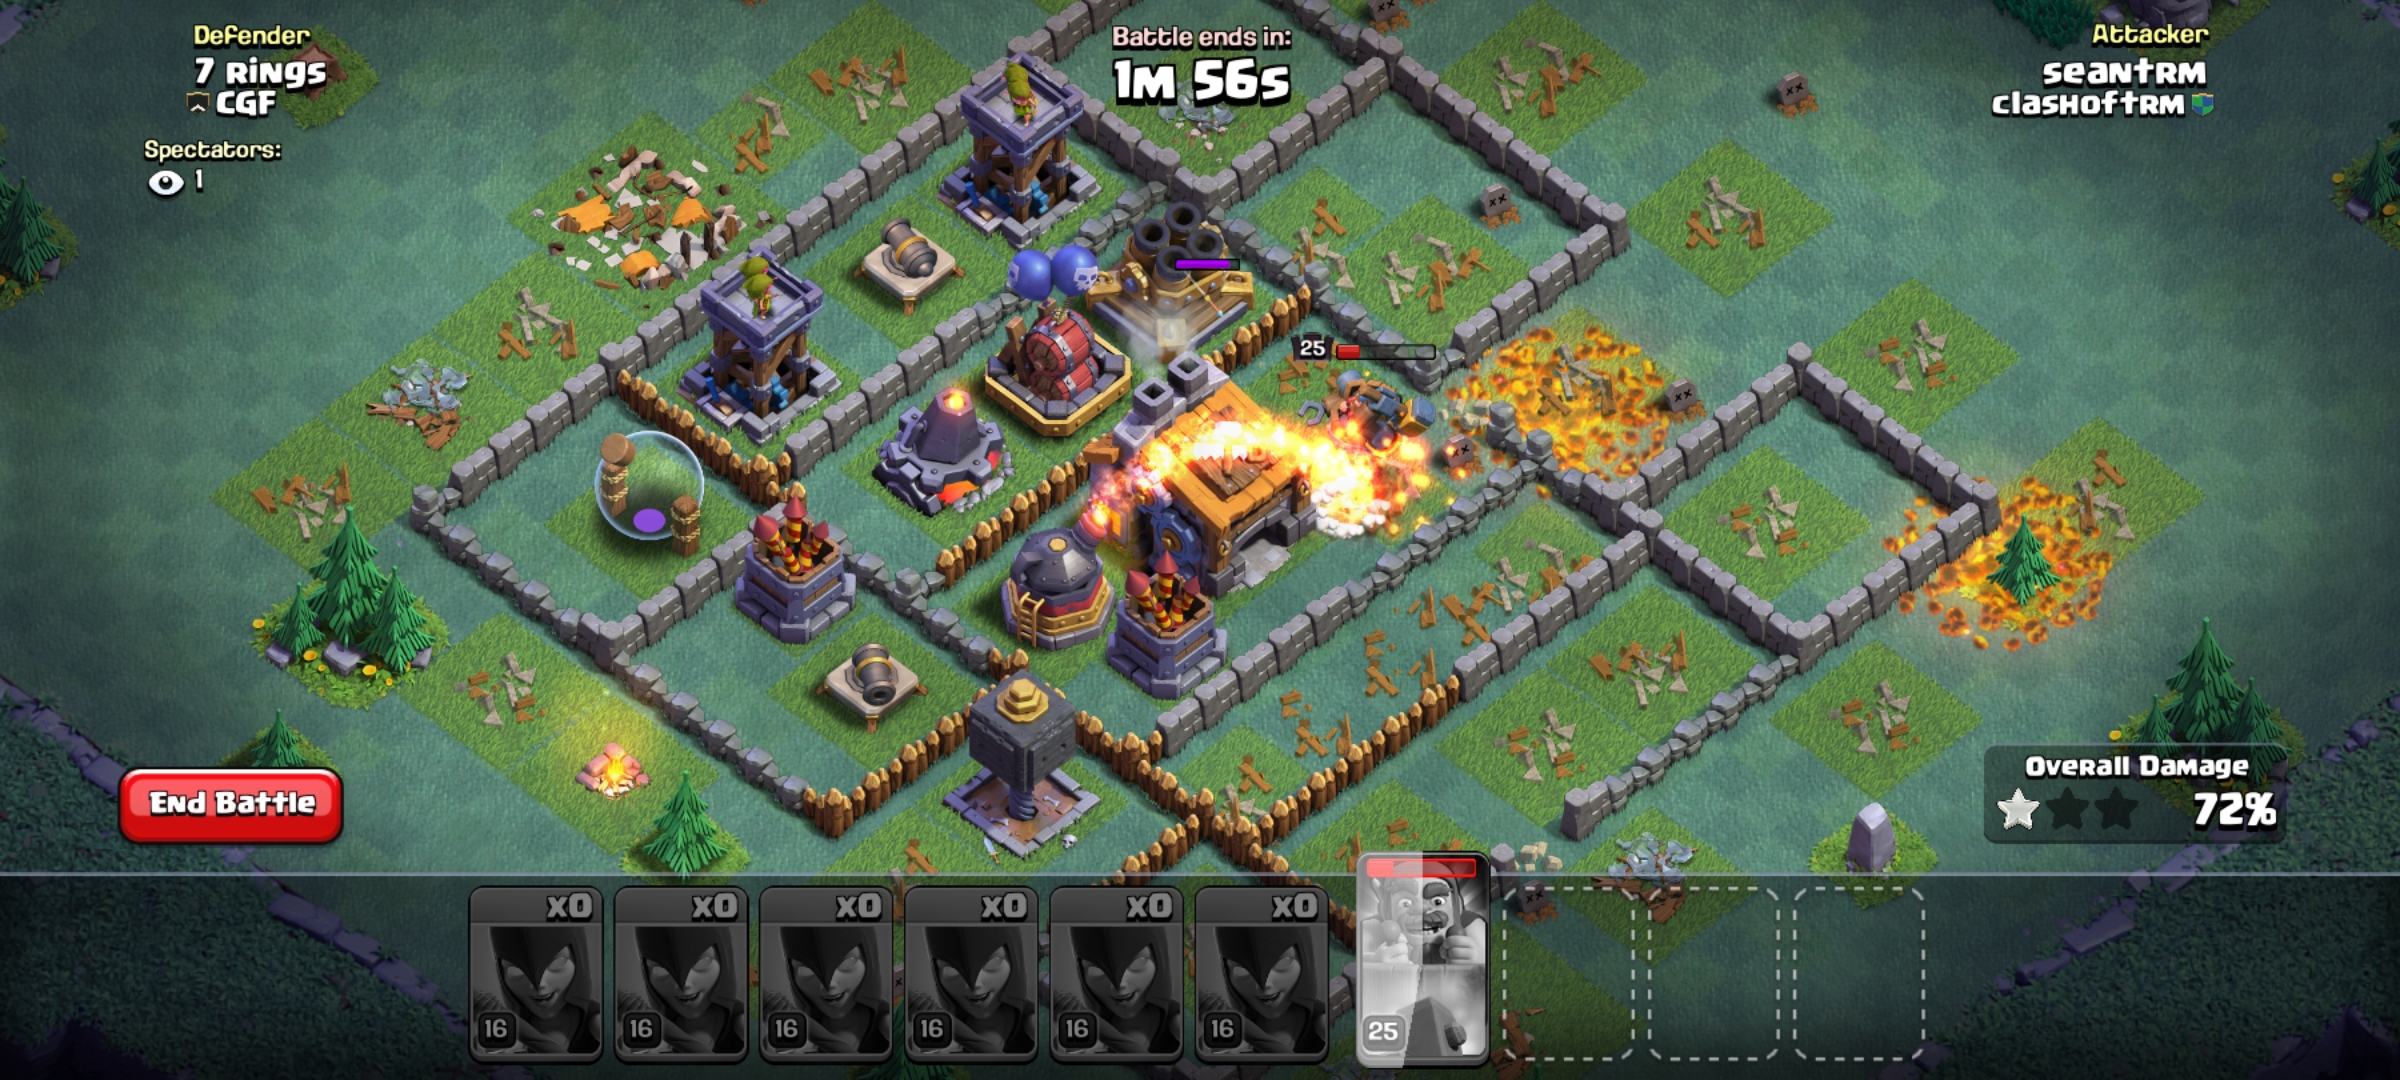 Defender
7 Rings
CGF
Spectators:
1
Battle ends in:
1m 56s
Attacker
seantrm
clashoftrm
25
End Battle
Overall Damage
72%
x0 x0 x0 x0 x0 x0
16 16 16 16 16 16 25